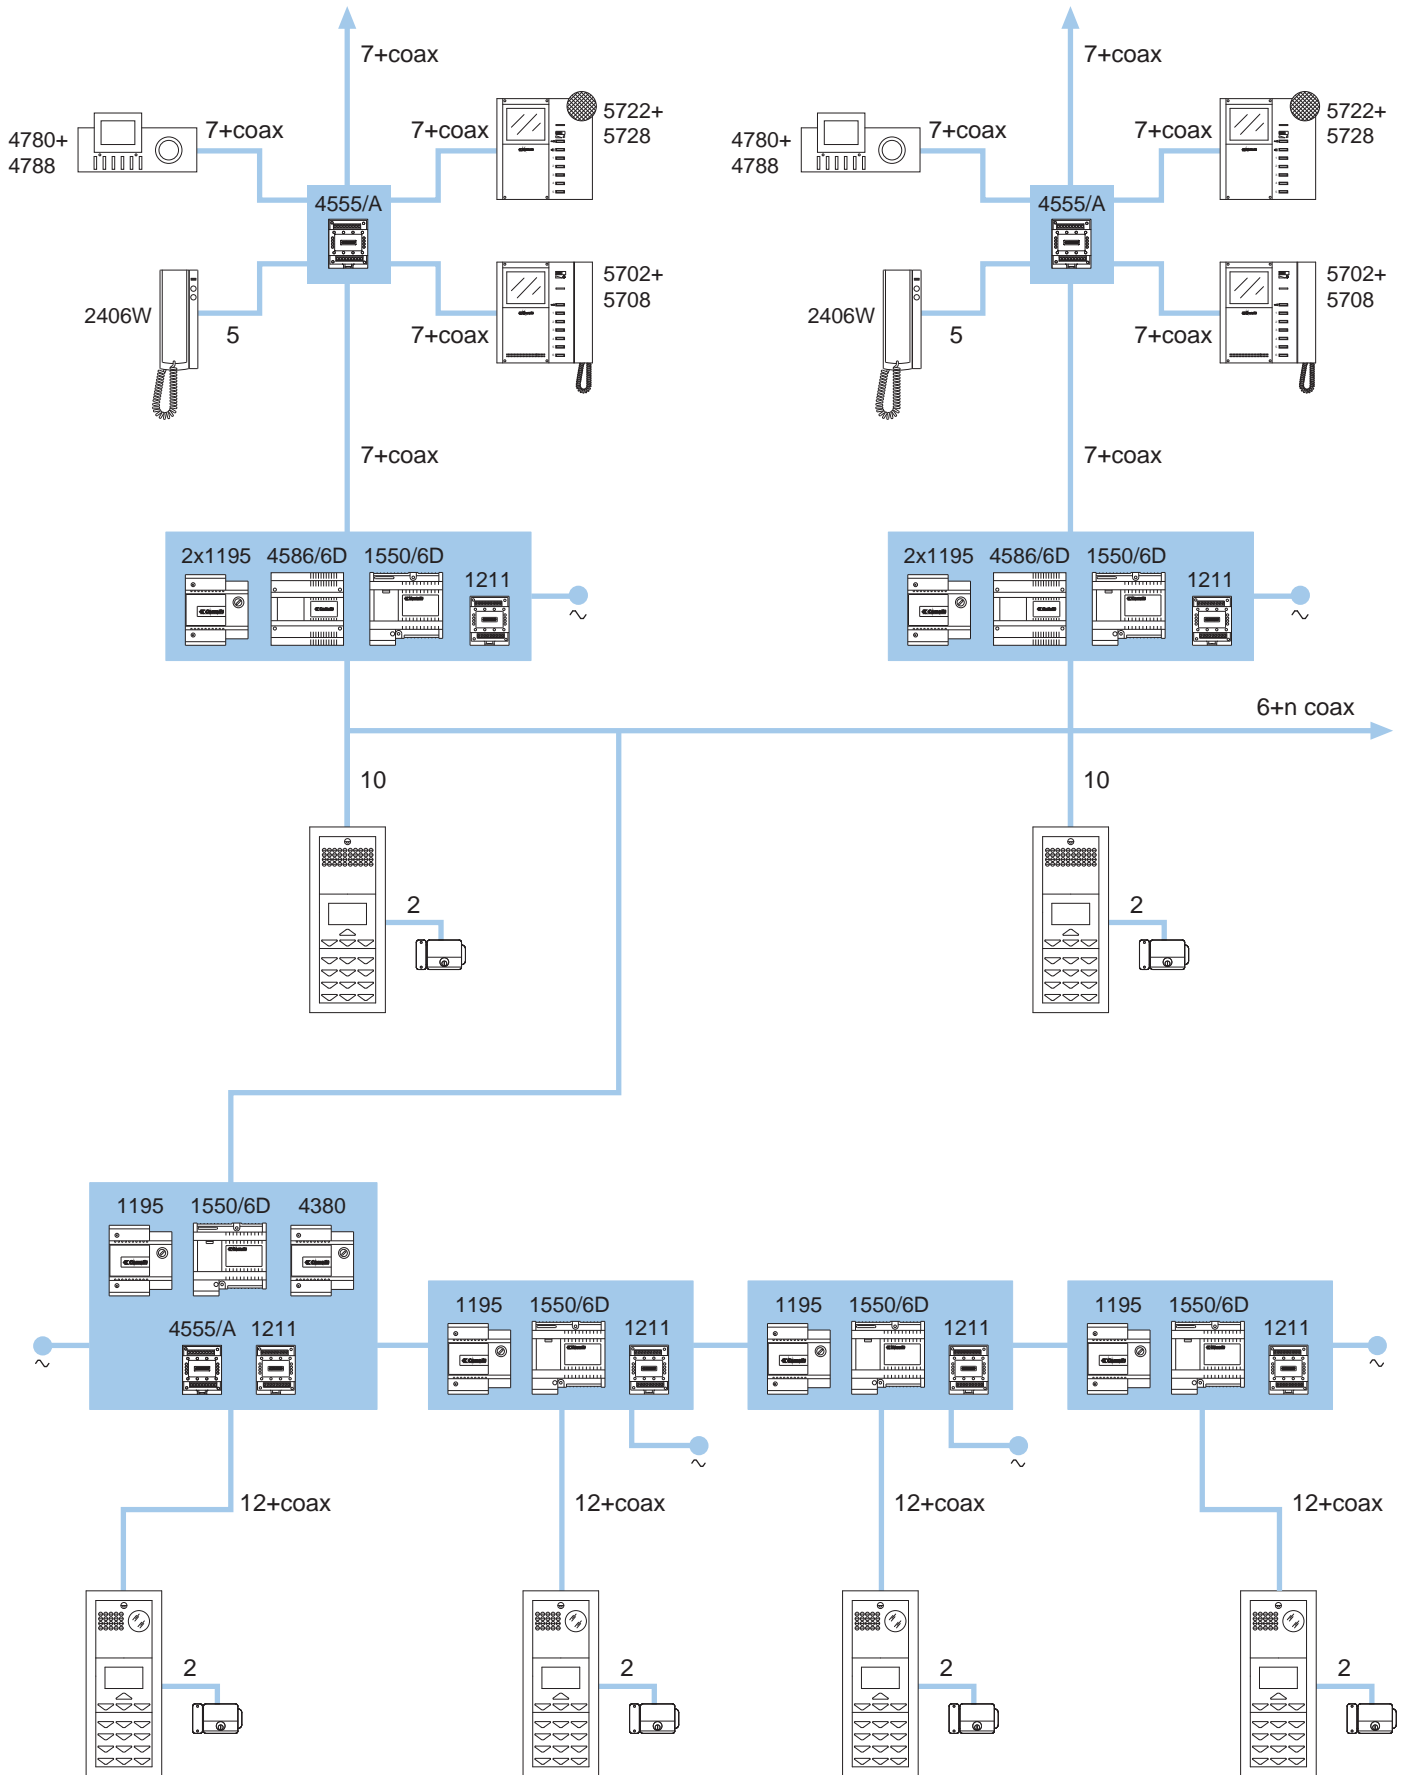 7+coax
7+coax
4780+
4788
7+coax
7+coax
5722+
5728
4780+
4788
7+coax
7+coax
5722+
5728
4555/A
4555/A
2406W
5
7+coax
5702+
5708
2406W
5
7+coax
5702+
5708
7+coax
7+coax
2x1195
4586/6D
1550/6D
1211
~
2x1195
4586/6D
1550/6D
1211
~
6+n coax
10
10
2
2
1195
1550/6D
4380
4555/A
1211
~
1195
1550/6D
1211
~
1195
1550/6D
1211
~
1195
1550/6D
1211
~
12+coax
12+coax
12+coax
12+coax
2
2
2
2